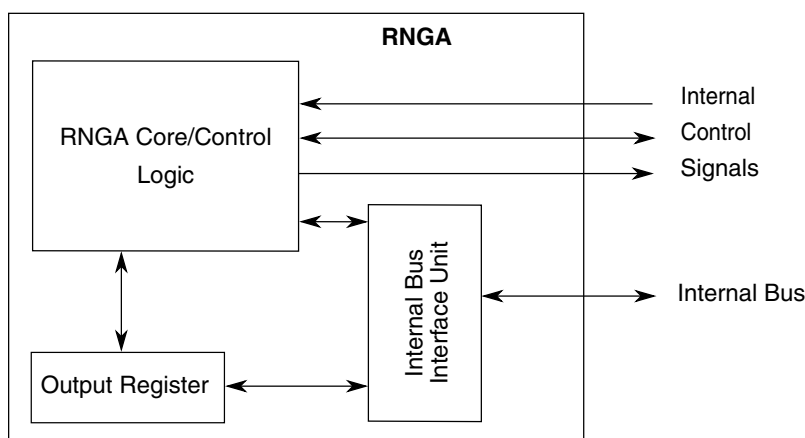 RNGA
RNGA Core/Control
Logic
Internal
Control
Signals
Internal Bus
Interface Unit
Internal Bus
Output Register